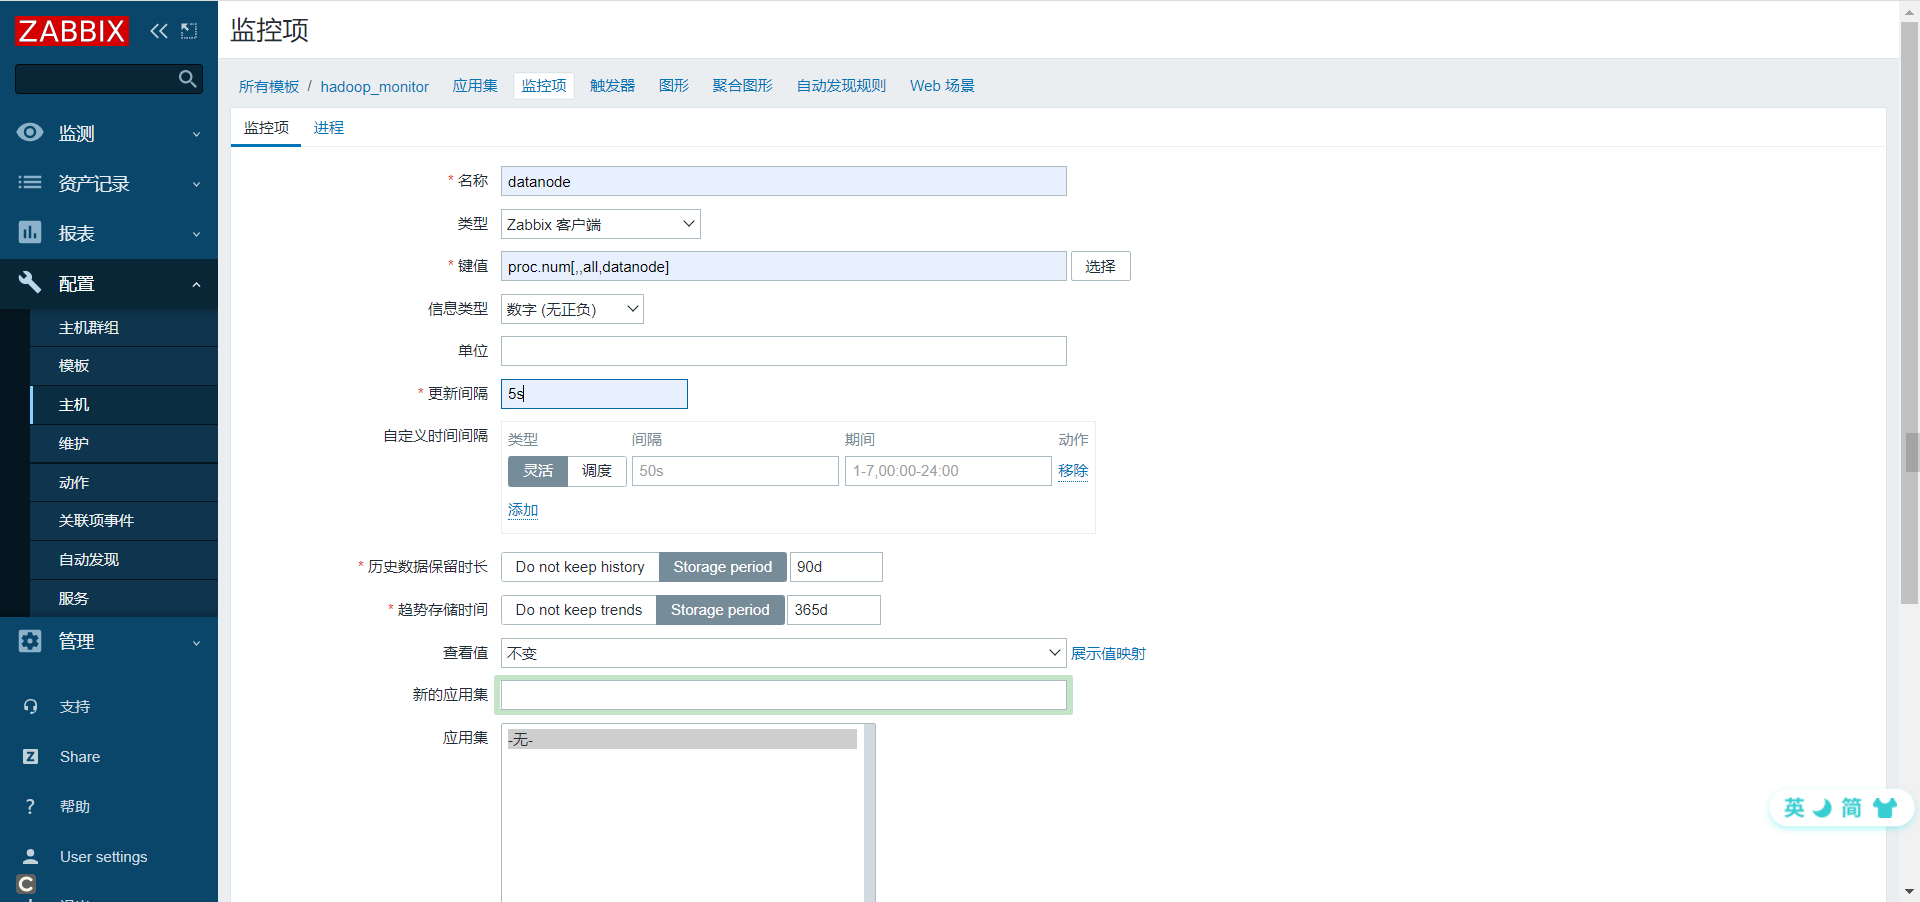 ZABBIX
监控项
所有模板 / hadoop_monitor 应用集 监控项 触发器 图形 聚合图形 自动发现规则 Web 场景
监控项 进程
监测
资产记录
报表
配置
主机群组
模板
主机
维护
动作
关联项事件
自动发现
服务
管理
支持
Share
帮助
User settings
* 名称 datanode
类型 Zabbix 客户端
* 键值 proc.num[,,all,datanode] 选择
信息类型 数字 (无正负)
单位
* 更新间隔 5s
自定义时间间隔 类型 间隔 期间 动作
灵活 调度 50s 1-7,00:00-24:00 移除
添加
* 历史数据保留时长 Do not keep history Storage period 90d
* 趋势存储时间 Do not keep trends Storage period 365d
查看值 不变 展示值映射
新的应用集
应用集 -无-
英 简